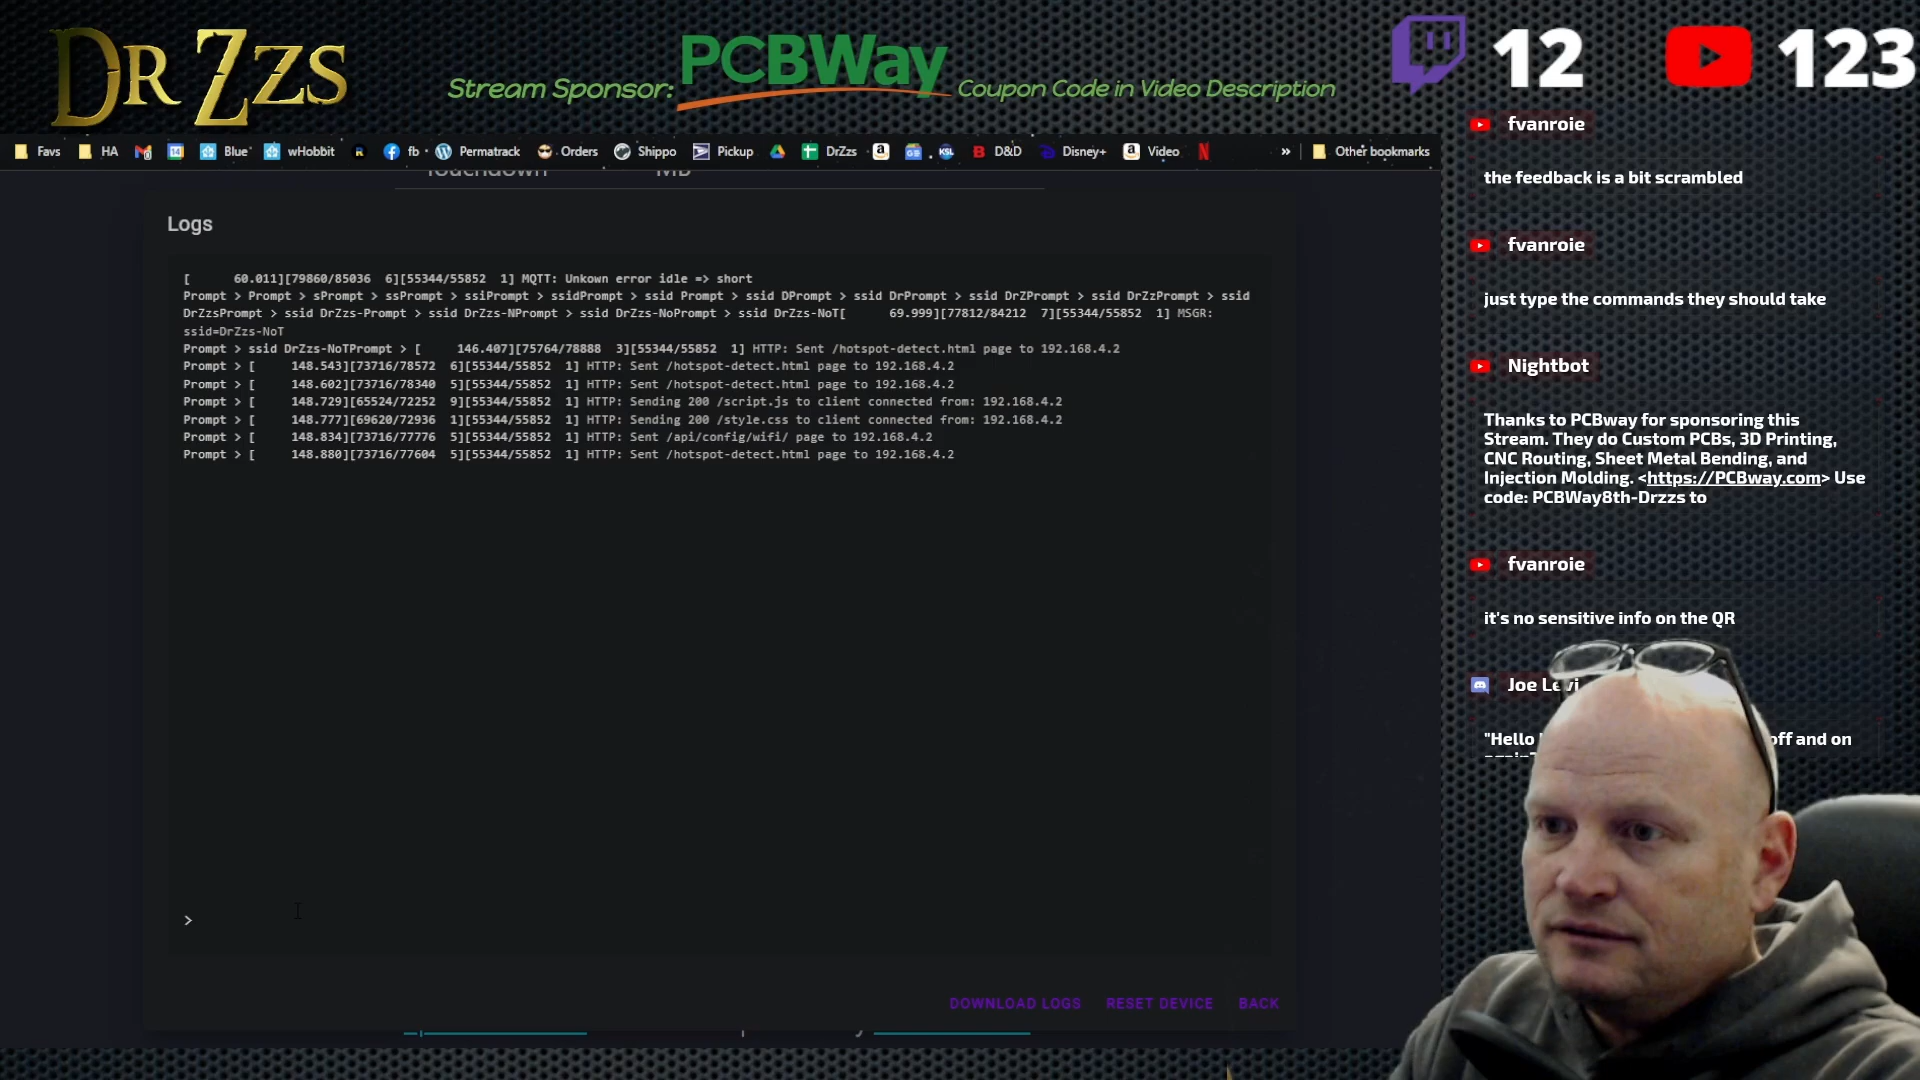 DR ZZS
Stream Sponsor: PCBWay Coupon Code in Video Description
12
123
Favs HA 14 Blue wHobbit R fb WordPress Permatrack Orders Shippo Pickup DrZzs KSL B D&D Disney+ Video N » Other bookmarks
Touchdown MB
Logs
[ 60.011][79860/85036 6][55344/55852 1] MQTT: Unkown error idle => short
Prompt > Prompt > sPrompt > ssPrompt > ssiPrompt > ssidPrompt > ssid Prompt > ssid DPrompt > ssid DrPrompt > ssid DrZPrompt > ssid DrZzPrompt > ssid
DrZzsPrompt > ssid DrZzs-Prompt > ssid DrZzs-NPrompt > ssid DrZzs-NoPrompt > ssid DrZzs-NoT[ 69.999][77812/84212 7][55344/55852 1] MSGR:
ssid=DrZzs-NoT
Prompt > ssid DrZzs-NoTPrompt > [ 146.407][75764/78888 3][55344/55852 1] HTTP: Sent /hotspot-detect.html page to 192.168.4.2
Prompt > [ 148.543][73716/78572 6][55344/55852 1] HTTP: Sent /hotspot-detect.html page to 192.168.4.2
Prompt > [ 148.602][73716/78340 5][55344/55852 1] HTTP: Sent /hotspot-detect.html page to 192.168.4.2
Prompt > [ 148.729][65524/72252 9][55344/55852 1] HTTP: Sending 200 /script.js to client connected from: 192.168.4.2
Prompt > [ 148.777][69620/72936 1][55344/55852 1] HTTP: Sending 200 /style.css to client connected from: 192.168.4.2
Prompt > [ 148.834][73716/77776 5][55344/55852 1] HTTP: Sent /api/config/wifi/ page to 192.168.4.2
Prompt > [ 148.880][73716/77604 5][55344/55852 1] HTTP: Sent /hotspot-detect.html page to 192.168.4.2
>
DOWNLOAD LOGS RESET DEVICE BACK
fvanroie
the feedback is a bit scrambled
fvanroie
just type the commands they should take
Nightbot
Thanks to PCBway for sponsoring this
Stream. They do Custom PCBs, 3D Printing,
CNC Routing, Sheet Metal Bending, and
Injection Molding. <https://PCBway.com> Use
code: PCBWay8th-Drzzs to
fvanroie
it's no sensitive info on the QR
Joe Levi
"Hello off and on